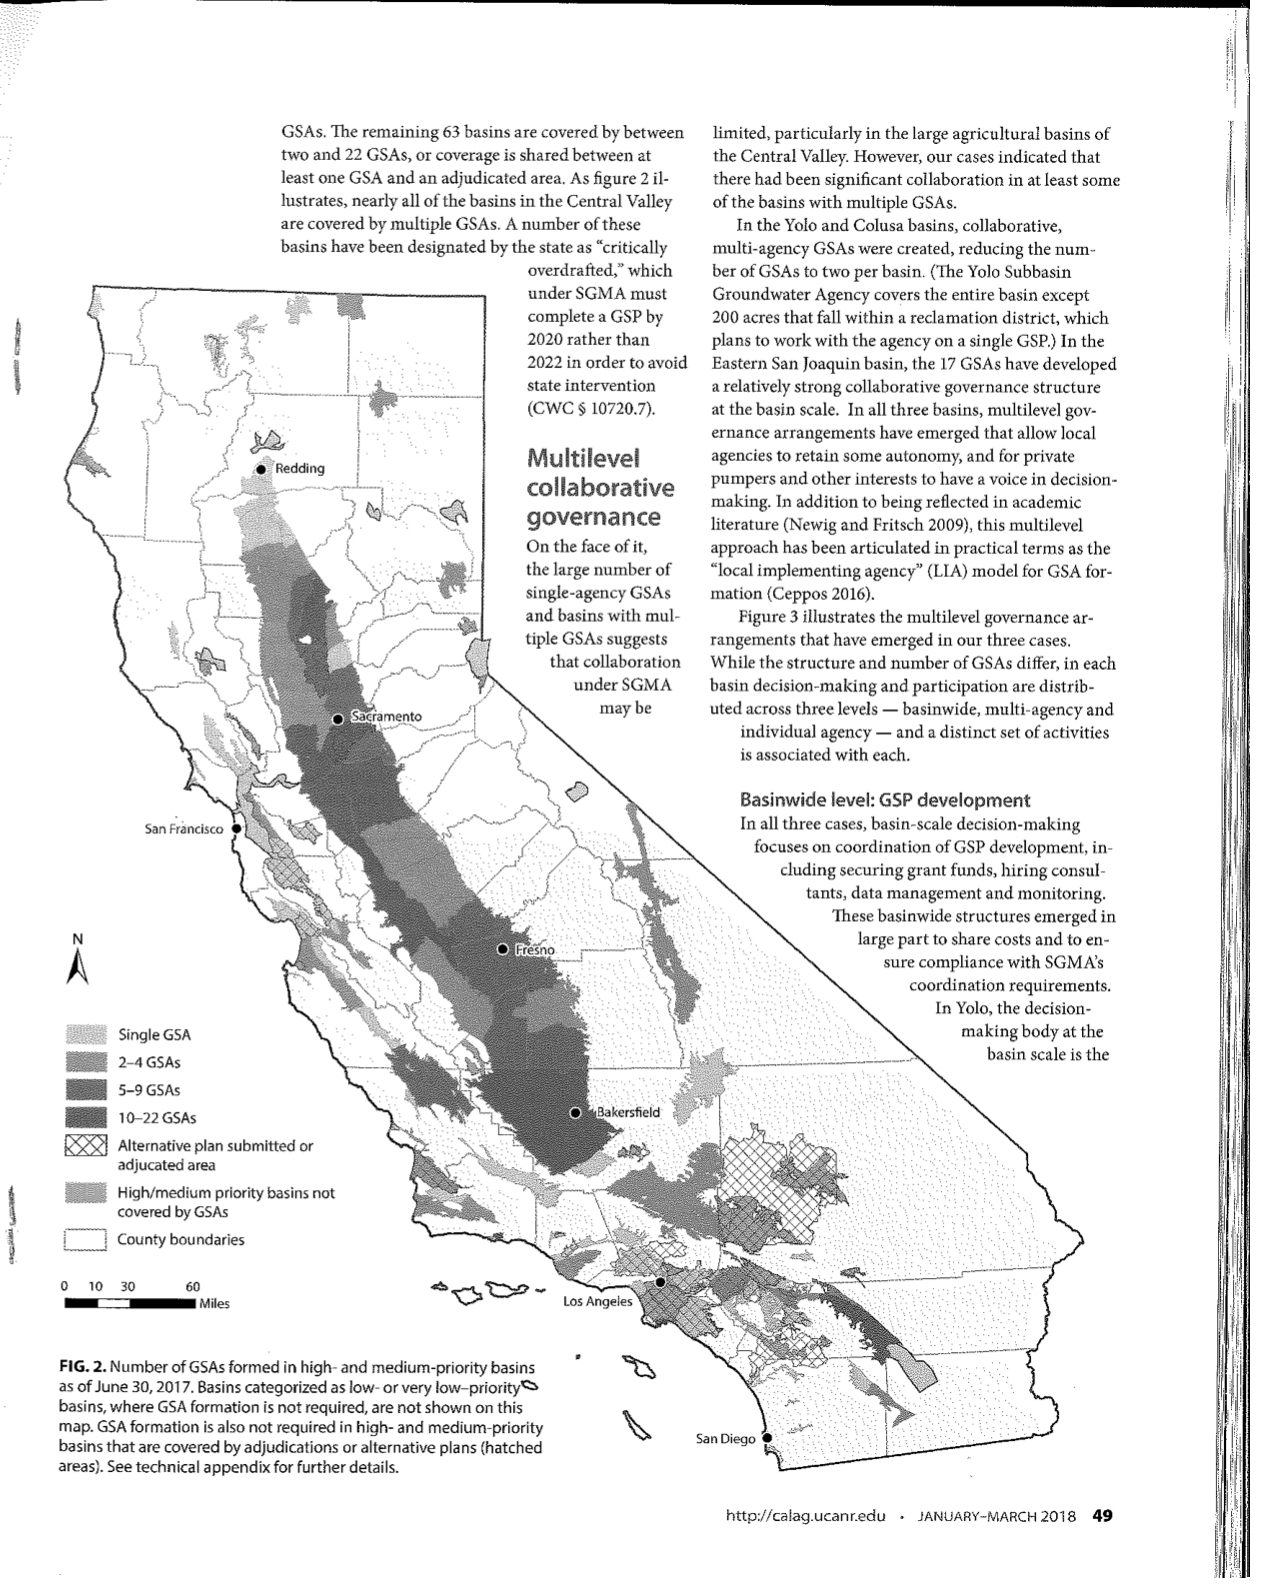 GSAs. The remaining 63 basins are covered by between
two and 22 GSAs, or coverage is shared between at
least one GSA and an adjudicated area. As figure 2 il-
lustrates, nearly all of the basins in the Central Valley
are covered by multiple GSAs. A number of these
basins have been designated by the state as “critically
overdrafted,” which
under SGMA must
complete a GSP by
2020 rather than
2022 in order to avoid
state intervention
(CWC § 10720.7).
Multilevel
collaborative
governance
On the face of it,
the large number of
single-agency GSAs
and basins with mul-
tiple GSAs suggests
that collaboration
under SGMA
may be
limited, particularly in the large agricultural basins of
the Central Valley. However, our cases indicated that
there had been significant collaboration in at least some
of the basins with multiple GSAs.
In the Yolo and Colusa basins, collaborative,
multi-agency GSAs were created, reducing the num-
ber of GSAs to two per basin. (The Yolo Subbasin
Groundwater Agency covers the entire basin except
200 acres that fall within a reclamation district, which
plans to work with the agency on a single GSP.) In the
Eastern San Joaquin basin, the 17 GSAs have developed
a relatively strong collaborative governance structure
at the basin scale. In all three basins, multilevel gov-
ernance arrangements have emerged that allow local
agencies to retain some autonomy, and for private
pumpers and other interests to have a voice in decision-
making. In addition to being reflected in academic
literature (Newig and Fritsch 2009), this multilevel
approach has been articulated in practical terms as the
“local implementing agency” (LIA) model for GSA for-
mation (Ceppos 2016).
Figure 3 illustrates the multilevel governance ar-
rangements that have emerged in our three cases.
While the structure and number of GSAs differ, in each
basin decision-making and participation are distrib-
uted across three levels — basinwide, multi-agency and
individual agency — and a distinct set of activities
is associated with each.
Basinwide level: GSP development
In all three cases, basin-scale decision-making
focuses on coordination of GSP development, in-
cluding securing grant funds, hiring consul-
tants, data management and monitoring.
These basinwide structures emerged in
large part to share costs and to en-
sure compliance with SGMA’s
coordination requirements.
In Yolo, the decision-
making body at the
basin scale is the
Redding
Sacramento
San Francisco
Fresno
Bakersfield
Los Angeles
San Diego
N
Single GSA
2–4 GSAs
5–9 GSAs
10–22 GSAs
Alternative plan submitted or
adjucated area
High/medium priority basins not
covered by GSAs
County boundaries
0 10 30 60
Miles
FIG. 2. Number of GSAs formed in high- and medium-priority basins
as of June 30, 2017. Basins categorized as low- or very low–priority
basins, where GSA formation is not required, are not shown on this
map. GSA formation is also not required in high- and medium-priority
basins that are covered by adjudications or alternative plans (hatched
areas). See technical appendix for further details.
http://calag.ucanr.edu • JANUARY–MARCH 2018 49